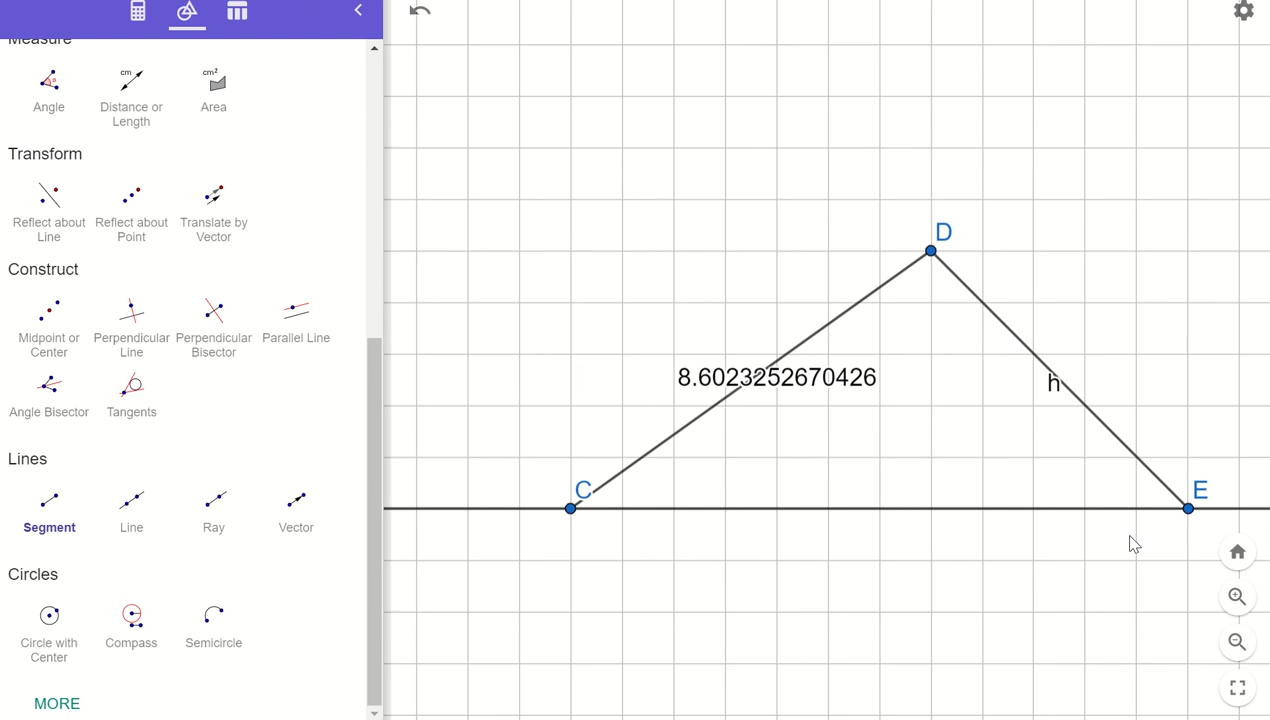 Measure
Angle
Distance or Length
cm
Area
cm²
Transform
Reflect about Line
Reflect about Point
Translate by Vector
Construct
Midpoint or Center
Perpendicular Line
Perpendicular Bisector
Parallel Line
Angle Bisector
Tangents
Lines
Segment
Line
Ray
Vector
Circles
Circle with Center
Compass
Semicircle
MORE
D
8.6023252670426
h
C
E